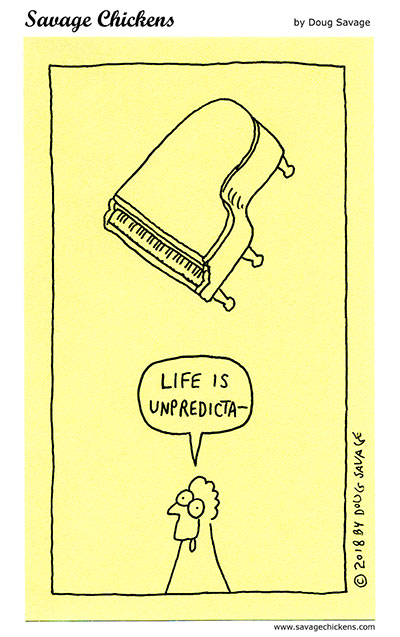 Savage Chickens
by Doug Savage
LIFE IS
UNPREDICTA-
© 2018 BY DOUG SAVAGE
www.savagechickens.com